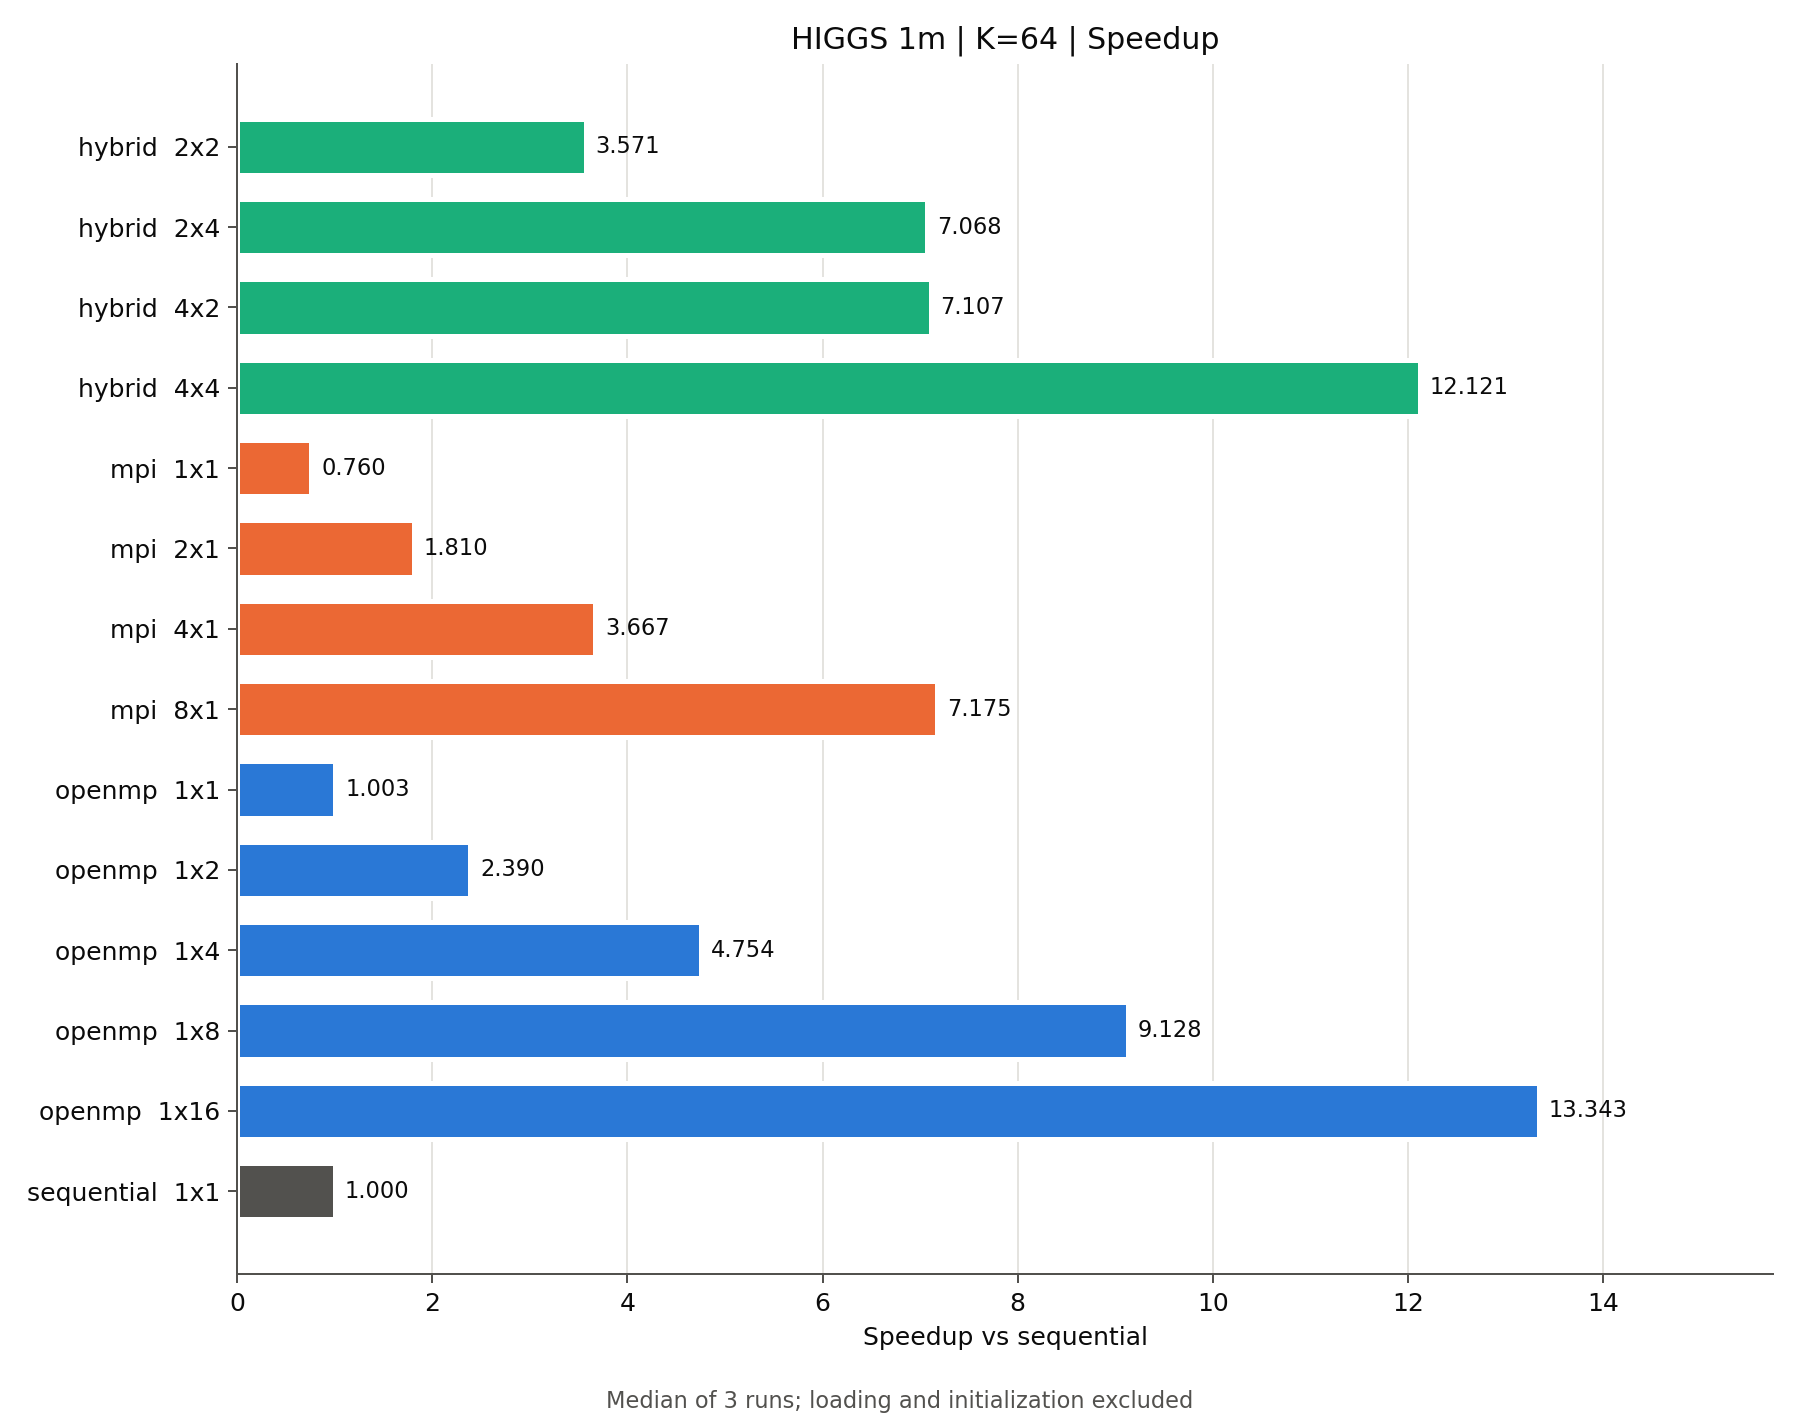 HIGGS 1m | K=64 | Speedup
hybrid 2x2 3.571
hybrid 2x4 7.068
hybrid 4x2 7.107
hybrid 4x4 12.121
mpi 1x1 0.760
mpi 2x1 1.810
mpi 4x1 3.667
mpi 8x1 7.175
openmp 1x1 1.003
openmp 1x2 2.390
openmp 1x4 4.754
openmp 1x8 9.128
openmp 1x16 13.343
sequential 1x1 1.000
0 2 4 6 8 10 12 14
Speedup vs sequential
Median of 3 runs; loading and initialization excluded